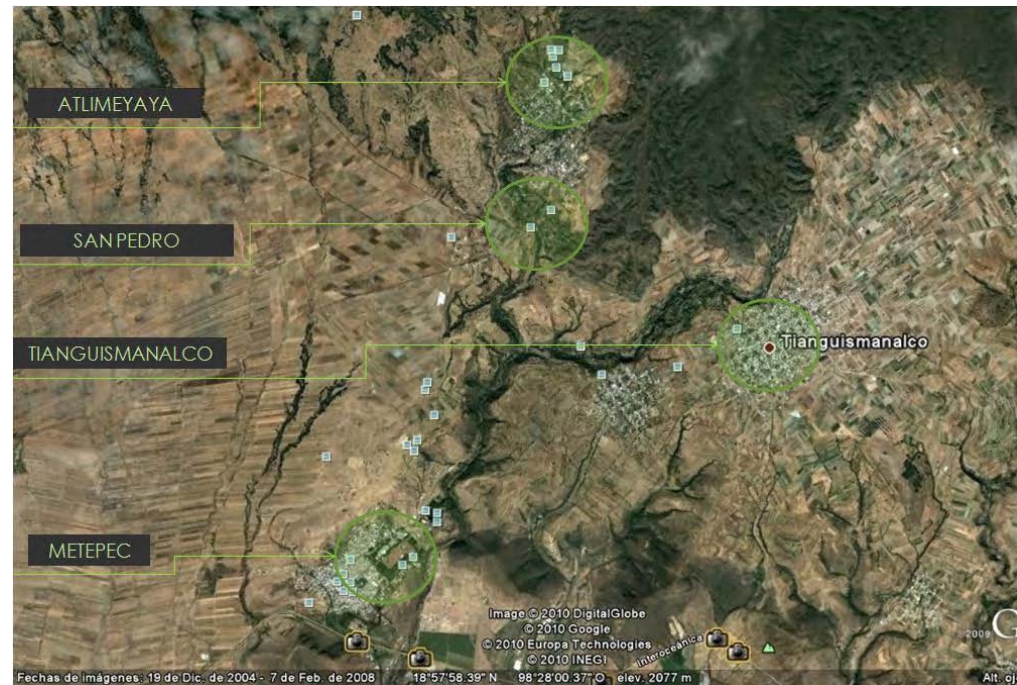 ATLIMEYAYA
SAN PEDRO
TIANGUISMANALCO
Tianguismanalco
METEPEC
Image © 2010 DigitalGlobe
© 2010 Google
© 2010 Europa Technologies
© 2010 INEGI
Interoceánica
©2009 G
Fechas de imágenes: 19 de Dic. de 2004 - 7 de Feb. de 2008 18°57'58.39" N 98°28'00.37" O elev. 2077 m Alt. oj